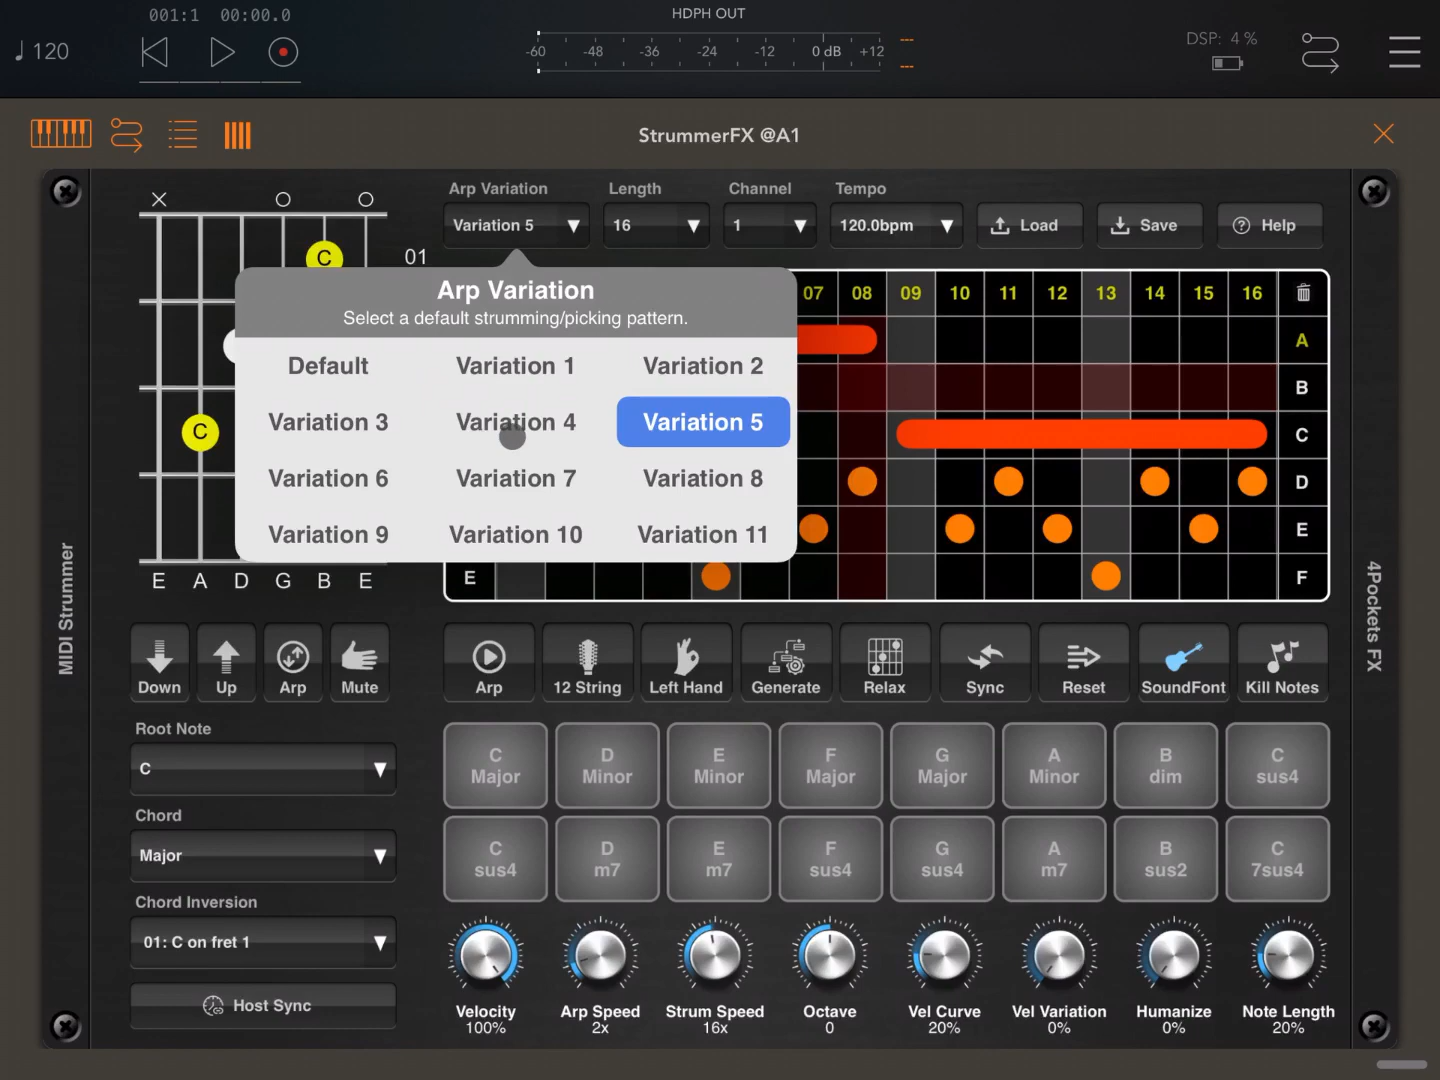 001:1 00:00.0
HDPH OUT
♩ 120
-60 -48 -36 -24 -12 0 dB +12
DSP: 4 %
StrummerFX @A1
Arp Variation Length Channel Tempo
Variation 5 16 1 120.0bpm Load Save Help
C 01
Arp Variation
Select a default strumming/picking pattern.
Default Variation 1 Variation 2
Variation 3 Variation 4 Variation 5
Variation 6 Variation 7 Variation 8
Variation 9 Variation 10 Variation 11
07 08 09 10 11 12 13 14 15 16
A
B
C
D
E
E F
C
E A D G B E
MIDI Strummer
4Pockets FX
Down Up Arp Mute
Arp 12 String Left Hand Generate Relax Sync Reset SoundFont Kill Notes
Root Note
C
Chord
Major
Chord Inversion
01: C on fret 1
Host Sync
C D E F G A B C
Major Minor Minor Major Major Minor dim sus4
C D E F G A B C
sus4 m7 m7 sus4 sus4 m7 sus2 7sus4
Velocity Arp Speed Strum Speed Octave Vel Curve Vel Variation Humanize Note Length
100% 2x 16x 0 20% 0% 0% 20%